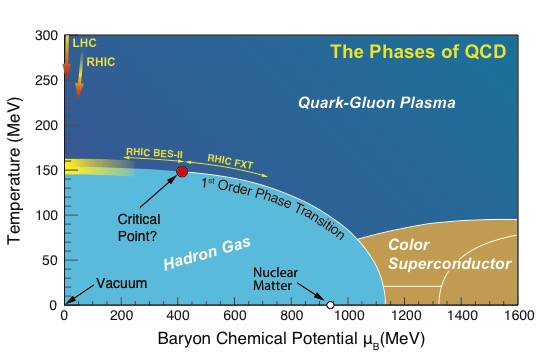 The Phases of QCD
LHC
RHIC
Quark-Gluon Plasma
RHIC BES-II
RHIC FXT
1st Order Phase Transition
Critical
Point?
Hadron Gas
Color
Superconductor
Nuclear
Matter
Vacuum
Temperature (MeV)
300
250
200
150
100
50
0
0 200 400 600 800 1000 1200 1400 1600
Baryon Chemical Potential μB(MeV)